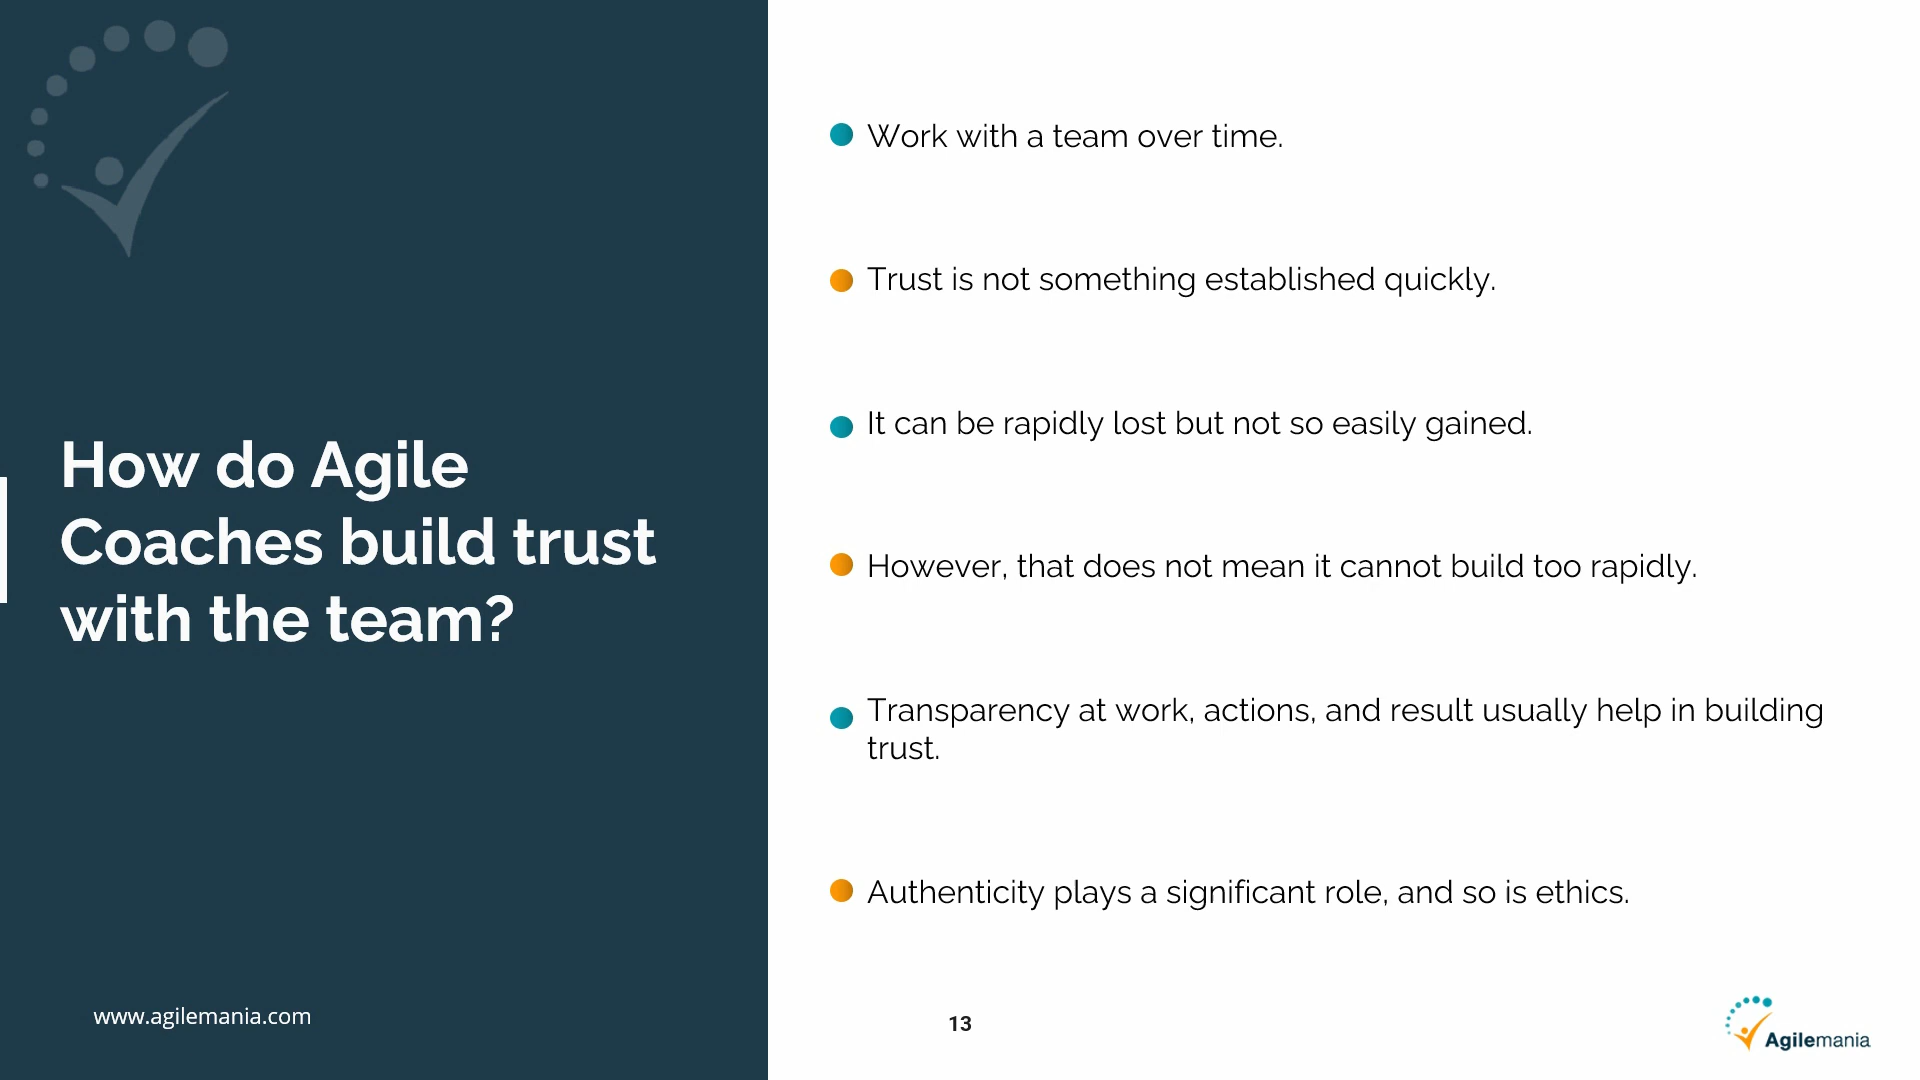 How do Agile
Coaches build trust
with the team?
Work with a team over time.
Trust is not something established quickly.
It can be rapidly lost but not so easily gained.
However, that does not mean it cannot build too rapidly.
Transparency at work, actions, and result usually help in building
trust.
Authenticity plays a significant role, and so is ethics.
www.agilemania.com
13
Agilemania